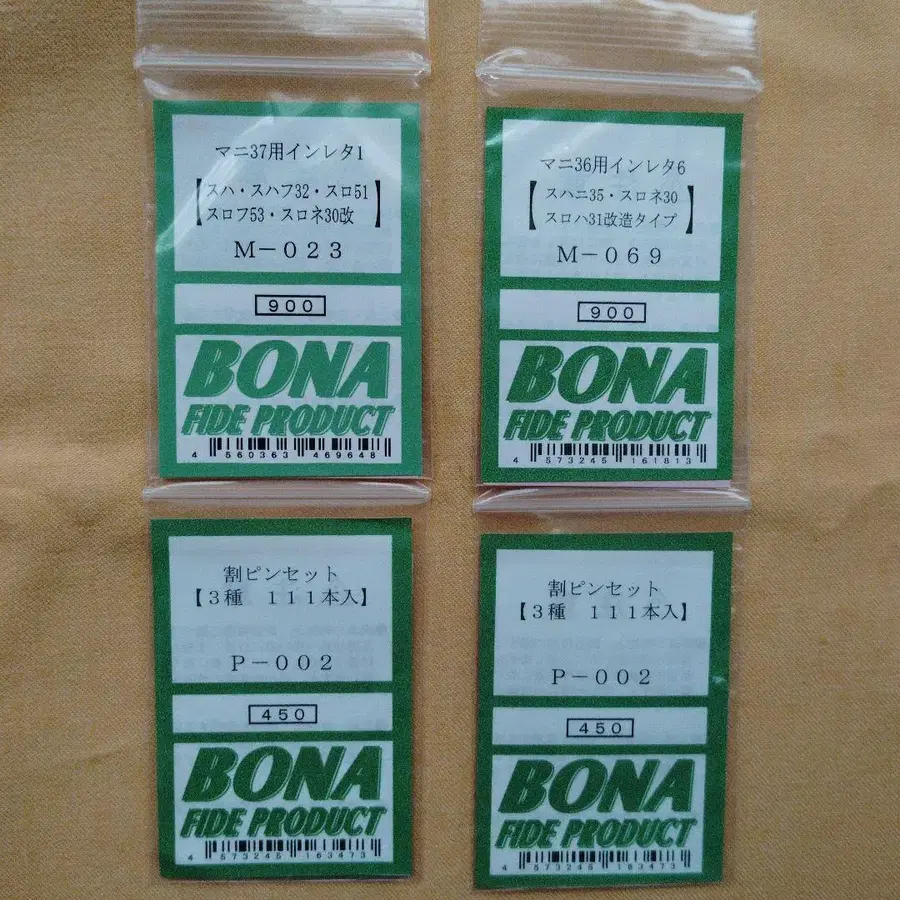 マニ37用インレタ1
【スハ・スハフ32・スロ51
スロフ53・スロネ30改】
M-023
900
BONA
FIDE PRODUCT
4 560363 469648
マニ36用インレタ6
【スハニ35・スロネ30
スロハ31改造タイプ】
M-069
900
BONA
FIDE PRODUCT
4 573245 161813
割ピンセット
【3種 111本入】
P-002
450
BONA
FIDE PRODUCT
4 573245 163473
割ピンセット
【3種 111本入】
P-002
450
BONA
FIDE PRODUCT
4 573245 163473